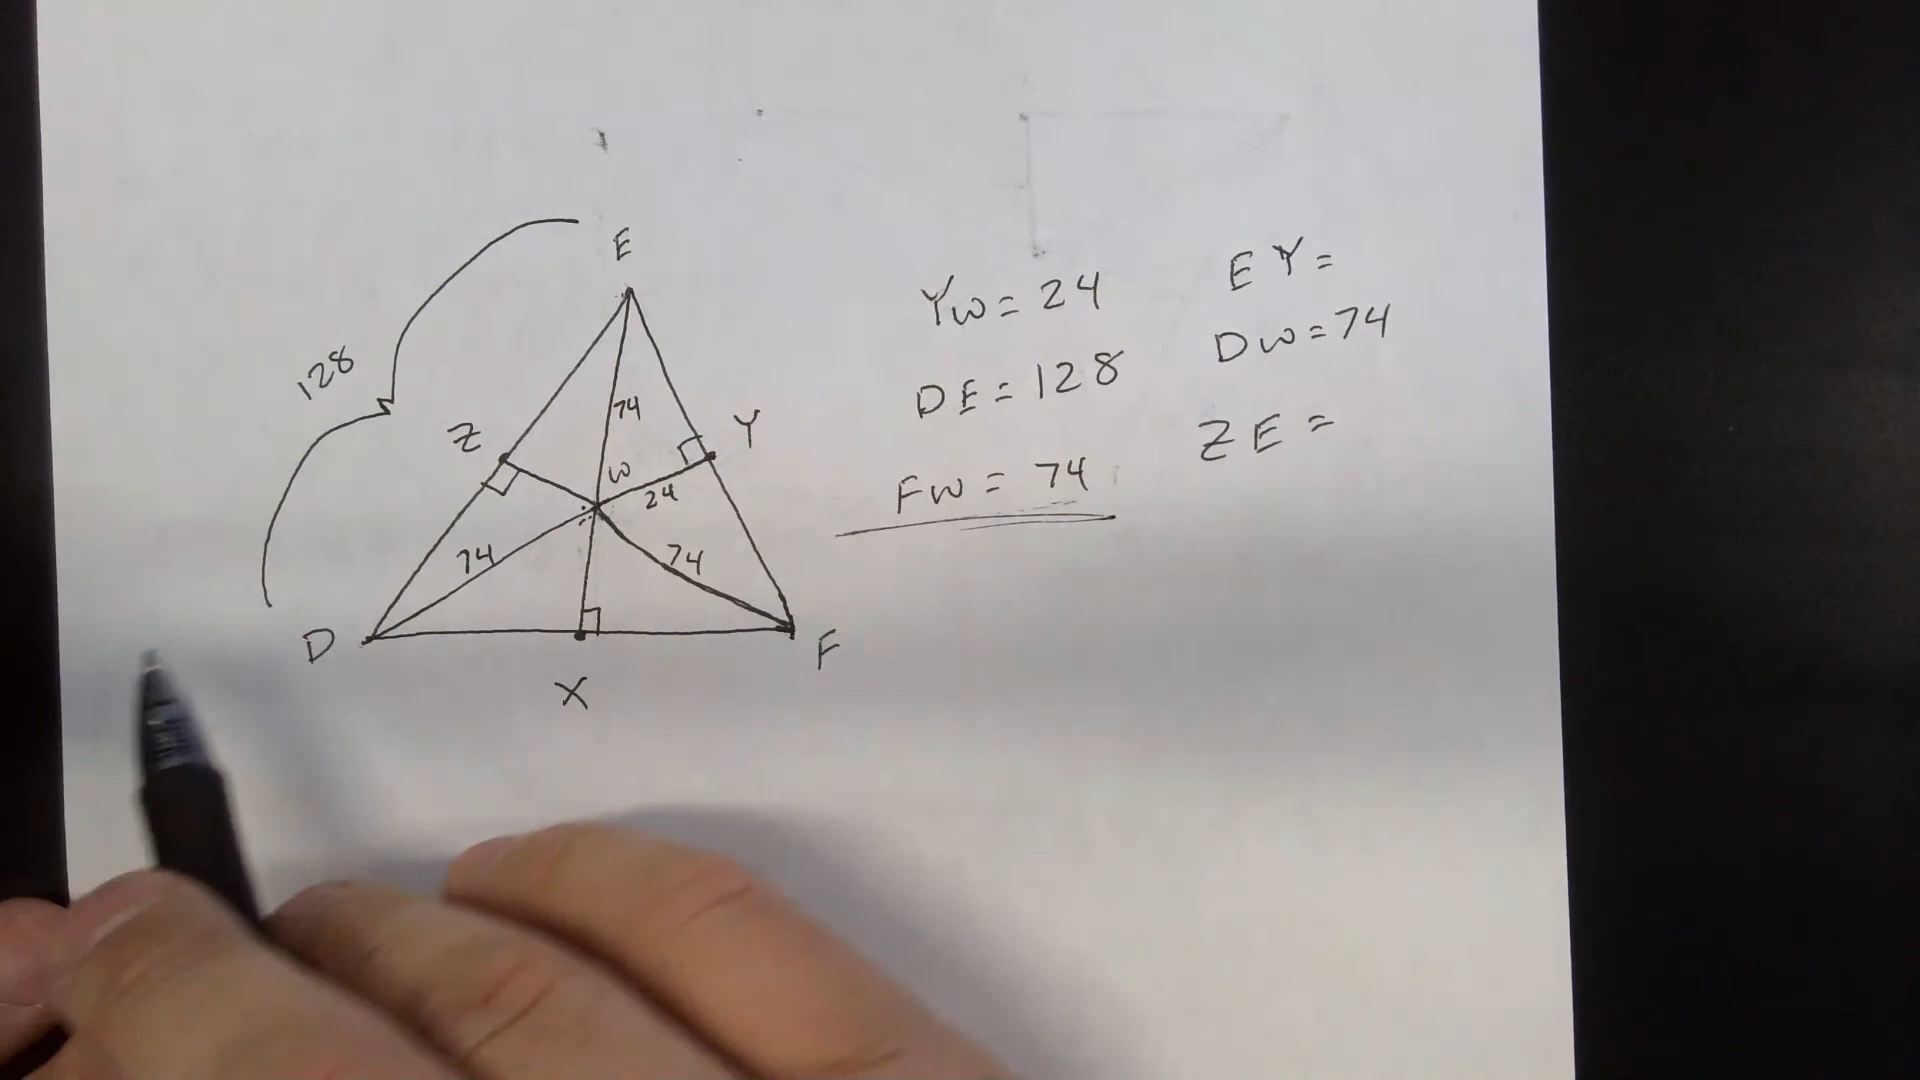 E
128
Z
74
Y
W
24
74
74
D
F
X
YW = 24
DE = 128
FW = 74
EY =
DW = 74
ZE =